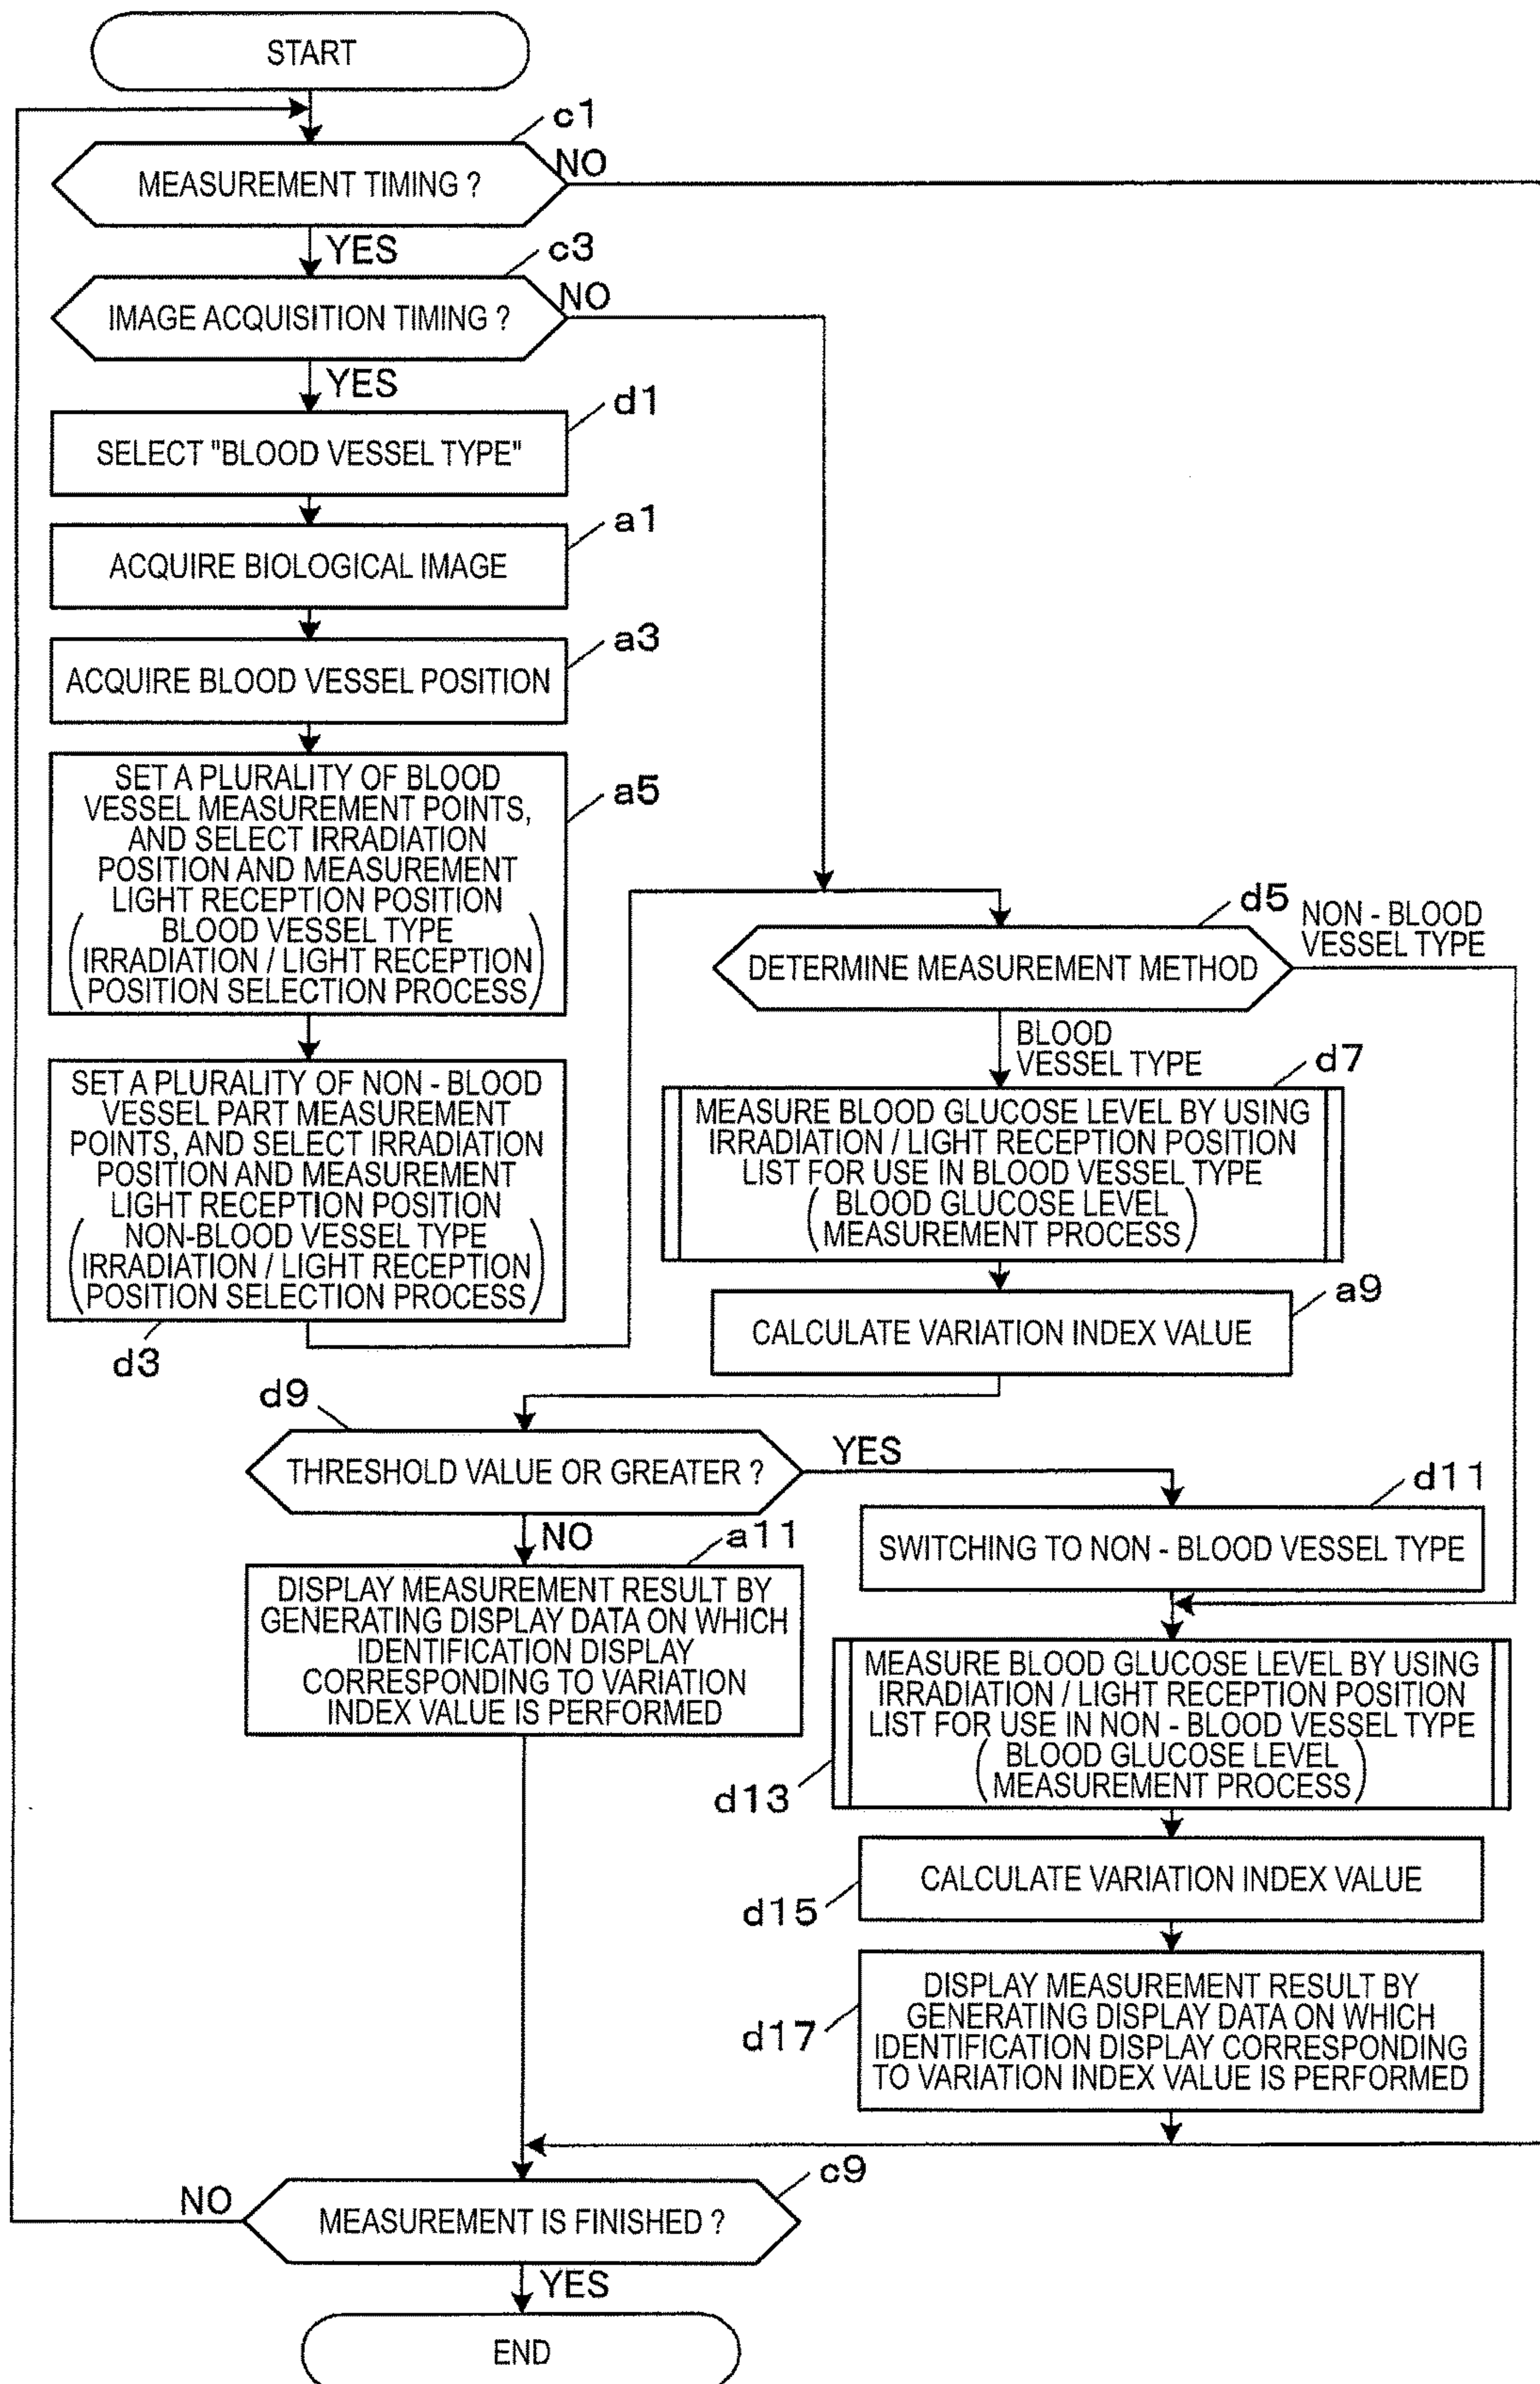 START
c1
MEASUREMENT TIMING ?
NO
YES
c3
IMAGE ACQUISITION TIMING ?
NO
YES
d1
SELECT "BLOOD VESSEL TYPE"
a1
ACQUIRE BIOLOGICAL IMAGE
a3
ACQUIRE BLOOD VESSEL POSITION
a5
SET A PLURALITY OF BLOOD
VESSEL MEASUREMENT POINTS,
AND SELECT IRRADIATION
POSITION AND MEASUREMENT
LIGHT RECEPTION POSITION
(BLOOD VESSEL TYPE
IRRADIATION / LIGHT RECEPTION
POSITION SELECTION PROCESS)
SET A PLURALITY OF NON - BLOOD
VESSEL PART MEASUREMENT
POINTS, AND SELECT IRRADIATION
POSITION AND MEASUREMENT
LIGHT RECEPTION POSITION
(NON-BLOOD VESSEL TYPE
IRRADIATION / LIGHT RECEPTION
POSITION SELECTION PROCESS)
d3
d5
NON - BLOOD
VESSEL TYPE
DETERMINE MEASUREMENT METHOD
BLOOD
VESSEL TYPE
d7
MEASURE BLOOD GLUCOSE LEVEL BY USING
IRRADIATION / LIGHT RECEPTION POSITION
LIST FOR USE IN BLOOD VESSEL TYPE
(BLOOD GLUCOSE LEVEL
MEASUREMENT PROCESS)
a9
CALCULATE VARIATION INDEX VALUE
d9
THRESHOLD VALUE OR GREATER ?
YES
NO
d11
SWITCHING TO NON - BLOOD VESSEL TYPE
a11
DISPLAY MEASUREMENT RESULT BY
GENERATING DISPLAY DATA ON WHICH
IDENTIFICATION DISPLAY
CORRESPONDING TO VARIATION
INDEX VALUE IS PERFORMED
MEASURE BLOOD GLUCOSE LEVEL BY USING
IRRADIATION / LIGHT RECEPTION POSITION
LIST FOR USE IN NON - BLOOD VESSEL TYPE
(BLOOD GLUCOSE LEVEL
MEASUREMENT PROCESS)
d13
CALCULATE VARIATION INDEX VALUE
d15
DISPLAY MEASUREMENT RESULT BY
GENERATING DISPLAY DATA ON WHICH
IDENTIFICATION DISPLAY CORRESPONDING
TO VARIATION INDEX VALUE IS PERFORMED
d17
c9
NO
MEASUREMENT IS FINISHED ?
YES
END